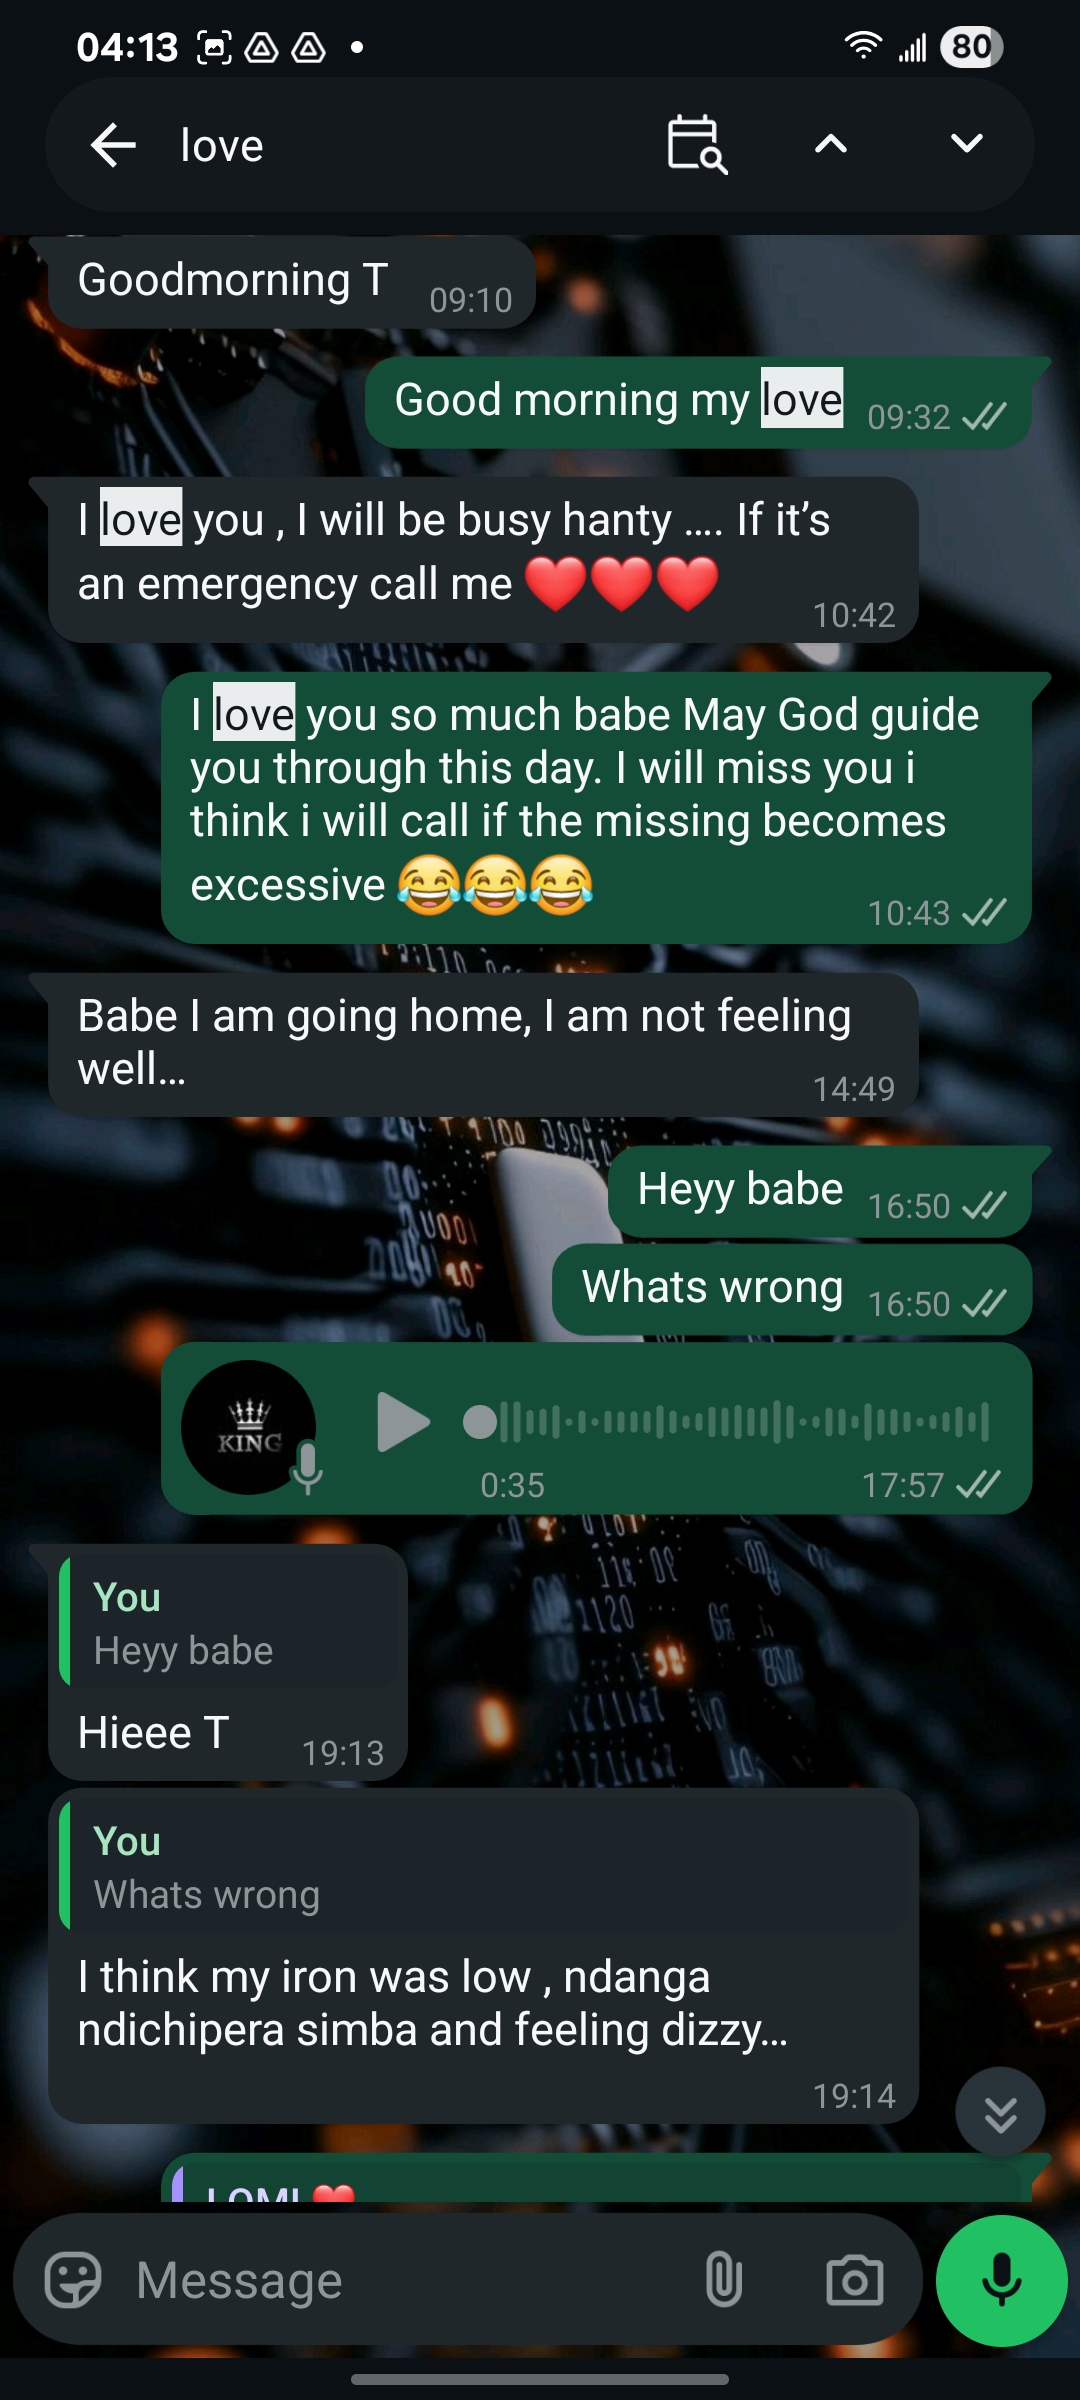 04:13
80
love
Goodmorning T
09:10
Good morning my love
09:32
I love you , I will be busy hanty .... If it’s
an emergency call me ❤️❤️❤️
10:42
I love you so much babe May God guide
you through this day. I will miss you i
think i will call if the missing becomes
excessive 😂😂😂
10:43
Babe I am going home, I am not feeling
well...
14:49
Heyy babe
16:50
Whats wrong
16:50
KING
0:35
17:57
You
Heyy babe
Hieee T
19:13
You
Whats wrong
I think my iron was low , ndanga
ndichipera simba and feeling dizzy...
19:14
Message